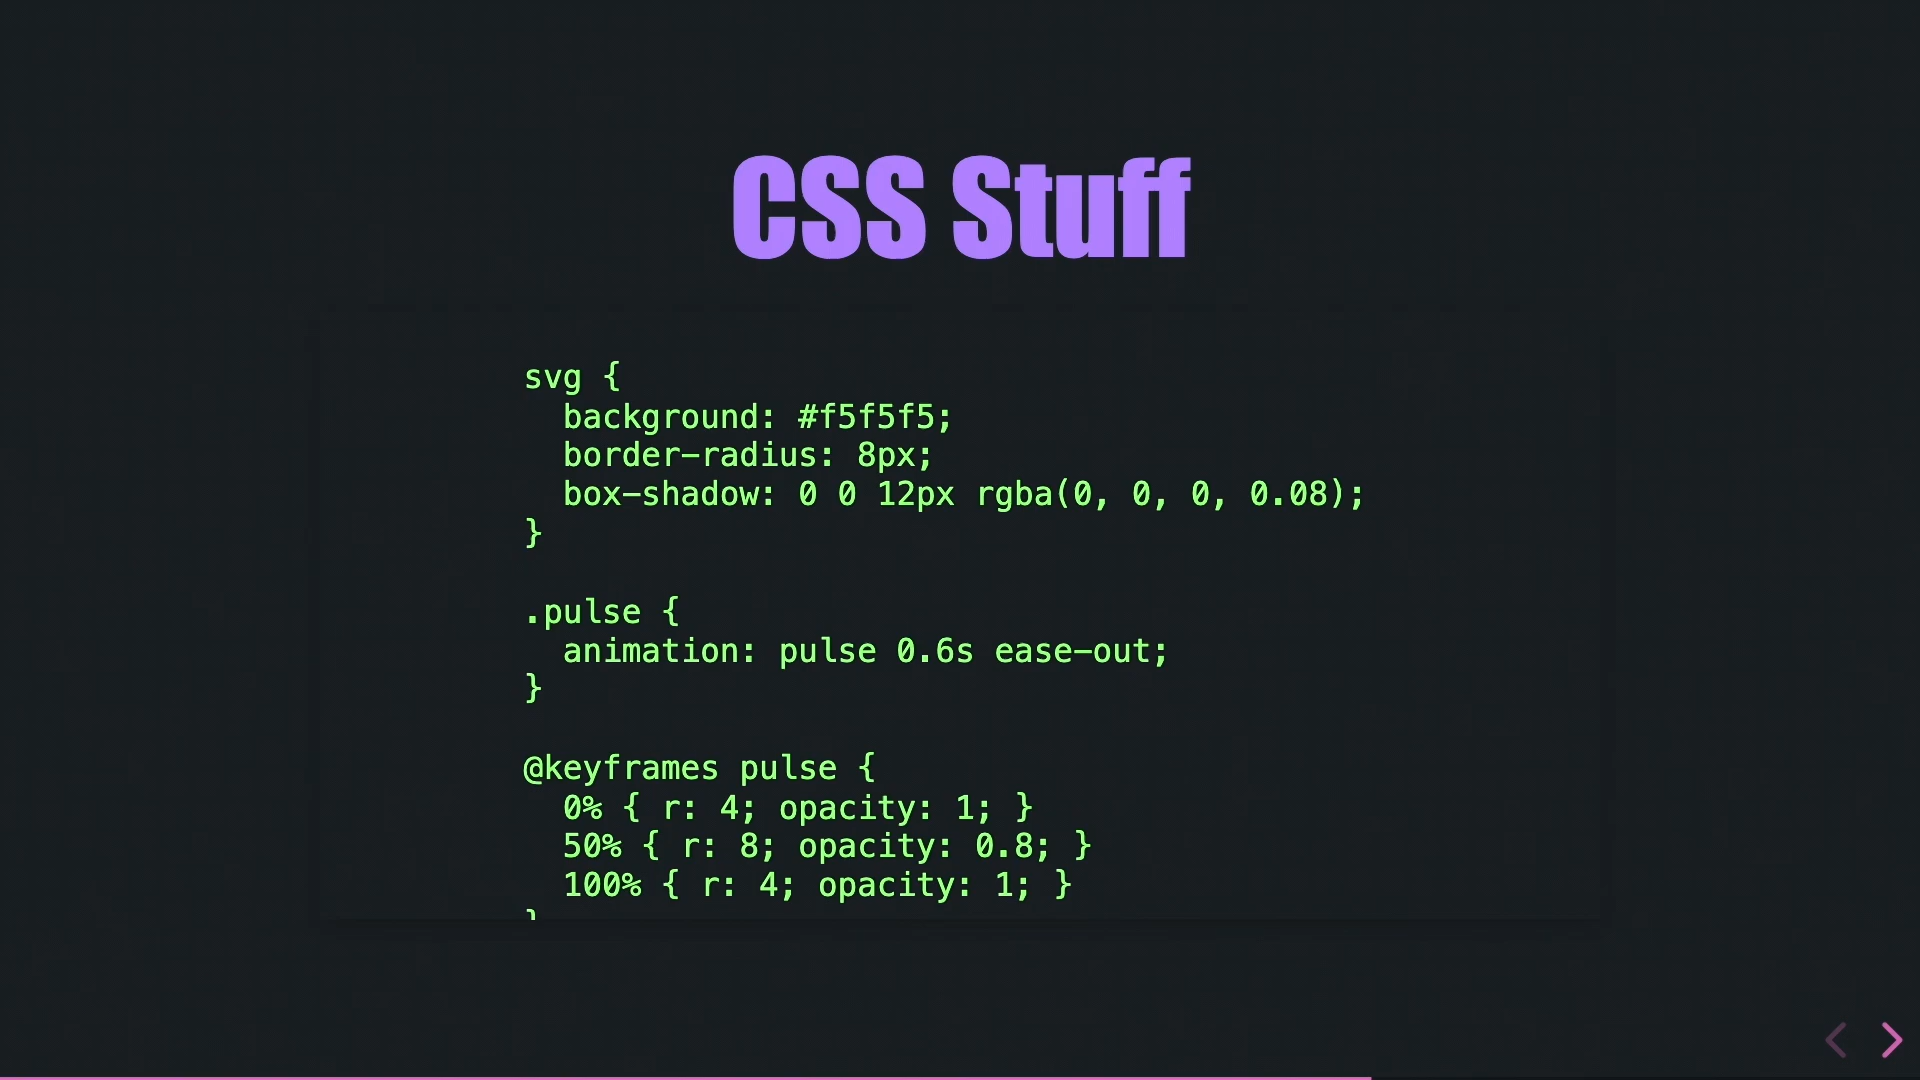 CSS Stuff
svg {
  background: #f5f5f5;
  border-radius: 8px;
  box-shadow: 0 0 12px rgba(0, 0, 0, 0.08);
}
.pulse {
  animation: pulse 0.6s ease-out;
}
@keyframes pulse {
  0% { r: 4; opacity: 1; }
  50% { r: 8; opacity: 0.8; }
  100% { r: 4; opacity: 1; }
}